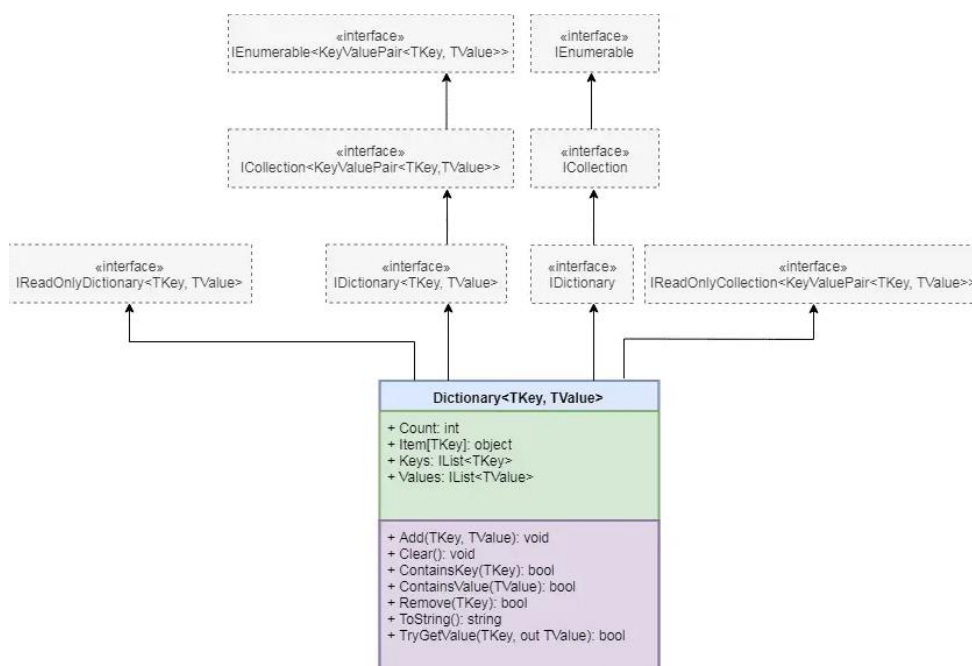 «interface»
IEnumerable<KeyValuePair<TKey, TValue>>
«interface»
IEnumerable
«interface»
ICollection<KeyValuePair<TKey,TValue>>
«interface»
ICollection
«interface»
IReadOnlyDictionary<TKey, TValue>
«interface»
IDictionary<TKey, TValue>
«interface»
IDictionary
«interface»
IReadOnlyCollection<KeyValuePair<TKey, TValue>>
Dictionary<TKey, TValue>
+ Count: int
+ Item[TKey]: object
+ Keys: IList<TKey>
+ Values: IList<TValue>
+ Add(TKey, TValue): void
+ Clear(): void
+ ContainsKey(TKey): bool
+ ContainsValue(TValue): bool
+ Remove(TKey): bool
+ ToString(): string
+ TryGetValue(TKey, out TValue): bool